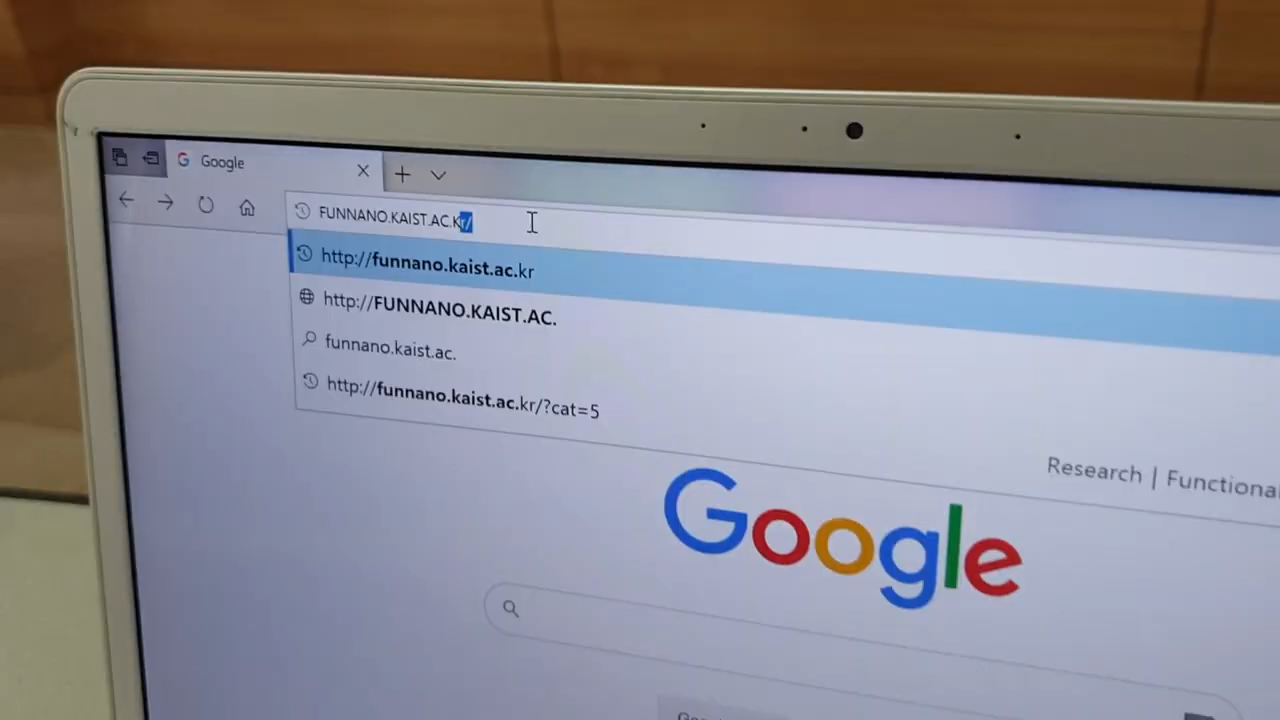 Google
FUNNANO.KAIST.AC.Kr/
http://funnano.kaist.ac.kr
http://FUNNANO.KAIST.AC.
funnano.kaist.ac.
http://funnano.kaist.ac.kr/?cat=5
Research | Functional
Google